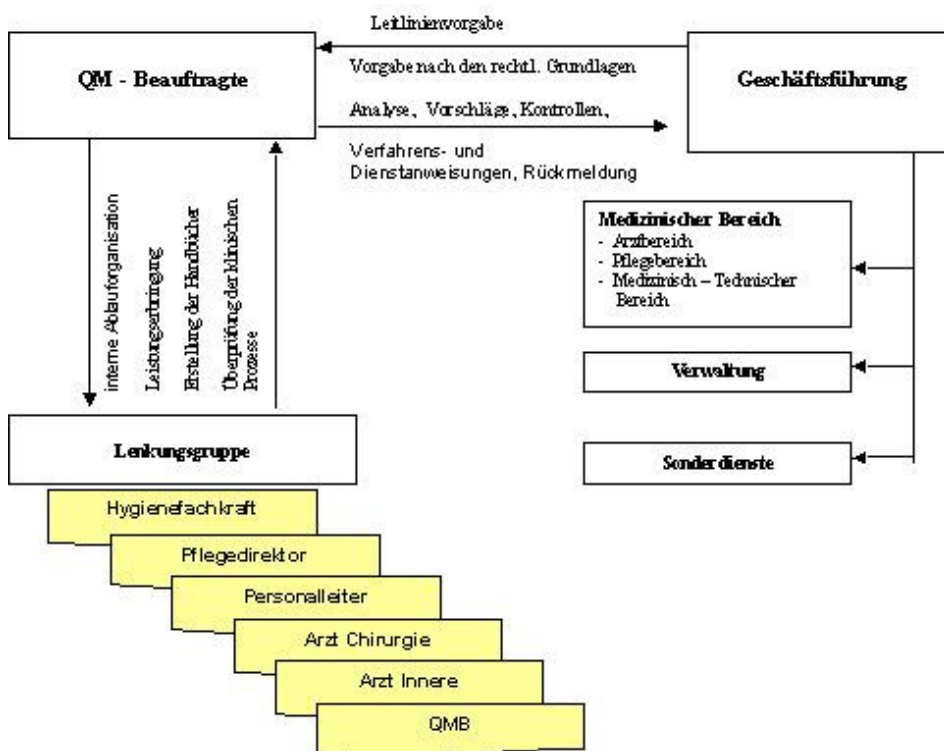 Leitlinienvorgabe
QM - Beauftragte
Vorgabe nach den rechtl. Grundlagen
Geschäftsführung
Analyse, Vorschläge, Kontrollen,
Verfahrens- und
Dienstanweisungen, Rückmeldung
interne Ablauforganisation
Leistungserbringung
Erstellung der Handbücher
Überprüfung der klinischen
Prozesse
Medizinischer Bereich
- Arztbereich
- Pflegebereich
- Medizinisch – Technischer
Bereich
Verwaltung
Sonderdienste
Lenkungsgruppe
Hygienefachkraft
Pflegedirektor
Personalleiter
Arzt Chirurgie
Arzt Innere
QMB